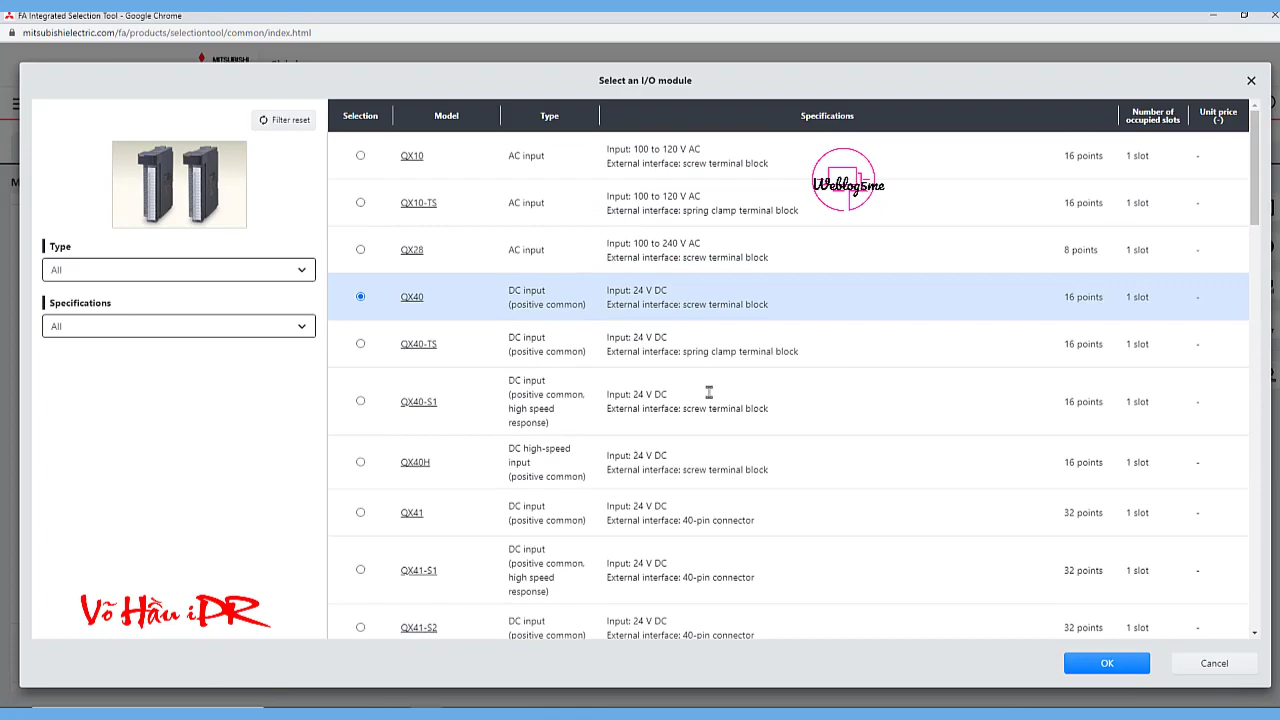 FA Integrated Selection Tool - Google Chrome
mitsubishielectric.com/fa/products/selectiontool/common/index.html
MITSUBISHI
Select an I/O module
Filter reset
Type
All
Specifications
All
Selection Model Type Specifications Number of occupied slots Unit price (-)
QX10 AC input Input: 100 to 120 V AC 16 points 1 slot -
External interface: screw terminal block
QX10-TS AC input Input: 100 to 120 V AC 16 points 1 slot -
External interface: spring clamp terminal block
Weblog5me
QX28 AC input Input: 100 to 240 V AC 8 points 1 slot -
External interface: screw terminal block
QX40 DC input Input: 24 V DC 16 points 1 slot -
(positive common) External interface: screw terminal block
QX40-TS DC input Input: 24 V DC 16 points 1 slot -
(positive common) External interface: spring clamp terminal block
DC input
QX40-S1 (positive common, Input: 24 V DC 16 points 1 slot -
high speed External interface: screw terminal block
response)
DC high-speed Input: 24 V DC
QX40H input 16 points 1 slot -
(positive common) External interface: screw terminal block
QX41 DC input Input: 24 V DC 32 points 1 slot -
(positive common) External interface: 40-pin connector
DC input
QX41-S1 (positive common, Input: 24 V DC 32 points 1 slot -
high speed External interface: 40-pin connector
response)
QX41-S2 DC input Input: 24 V DC 32 points 1 slot -
(positive common) External interface: 40-pin connector
Võ Hầu iDR
OK Cancel